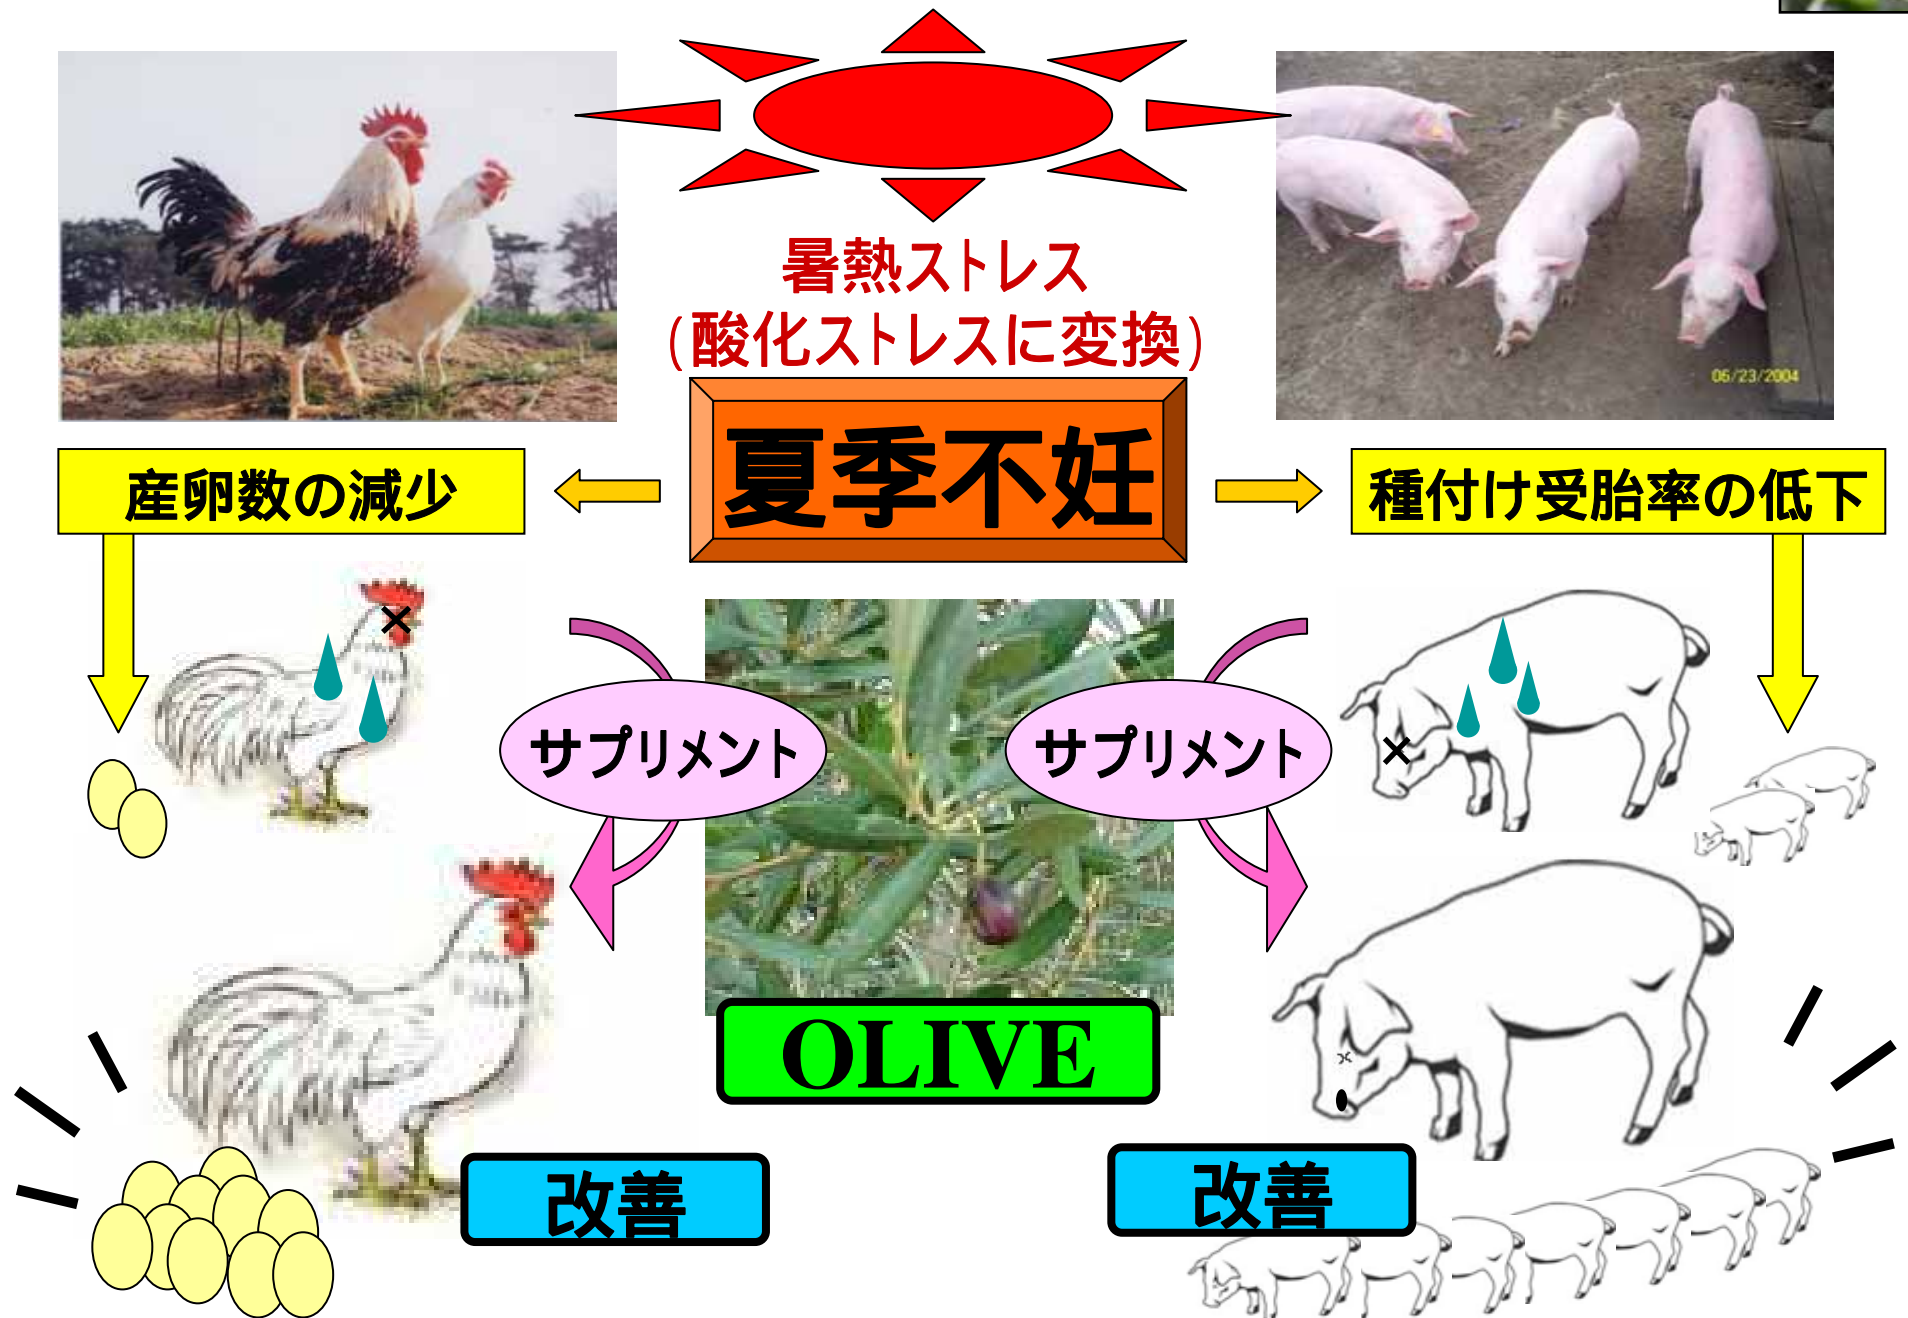 暑熱ストレス
(酸化ストレスに変換)
06/23/2004
夏季不妊
産卵数の減少
種付け受胎率の低下
サプリメント
サプリメント
OLIVE
改善
改善